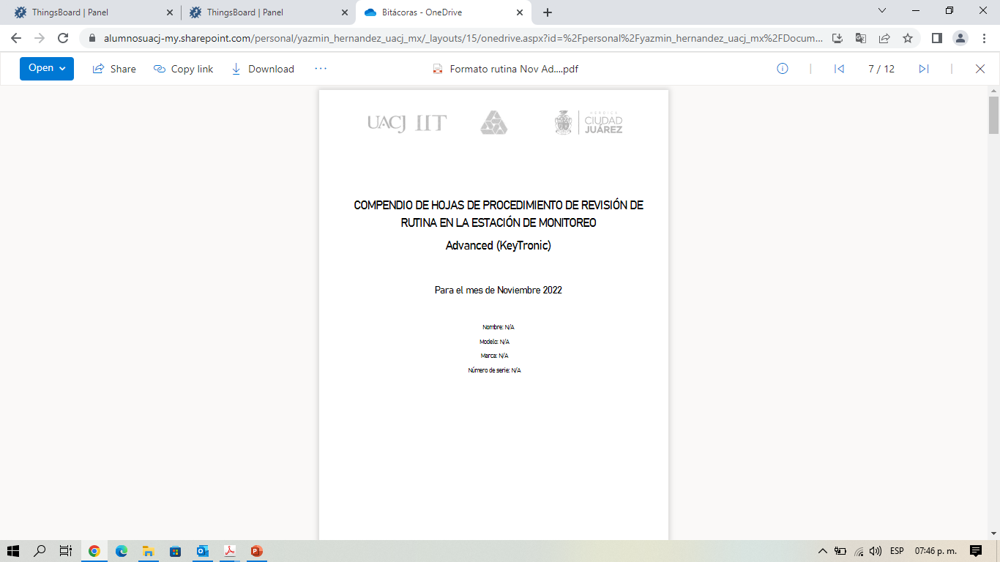 ThingsBoard | Panel
ThingsBoard | Panel
Bitácoras - OneDrive
alumnosuacj-my.sharepoint.com/personal/yazmin_hernandez_uacj_mx/_layouts/15/onedrive.aspx?id=%2Fpersonal%2Fyazmin_hernandez_uacj_mx%2FDocum...
Open
Share
Copy link
Download
Formato rutina Nov Ad....pdf
7 / 12
UACJ IIT
HEROICA
CIUDAD
JUÁREZ
COMPENDIO DE HOJAS DE PROCEDIMIENTO DE REVISIÓN DE
RUTINA EN LA ESTACIÓN DE MONITOREO
Advanced (KeyTronic)
Para el mes de Noviembre 2022
Nombre: N/A
Modelo: N/A
Marca: N/A
Número de serie: N/A
ESP
07:46 p. m.